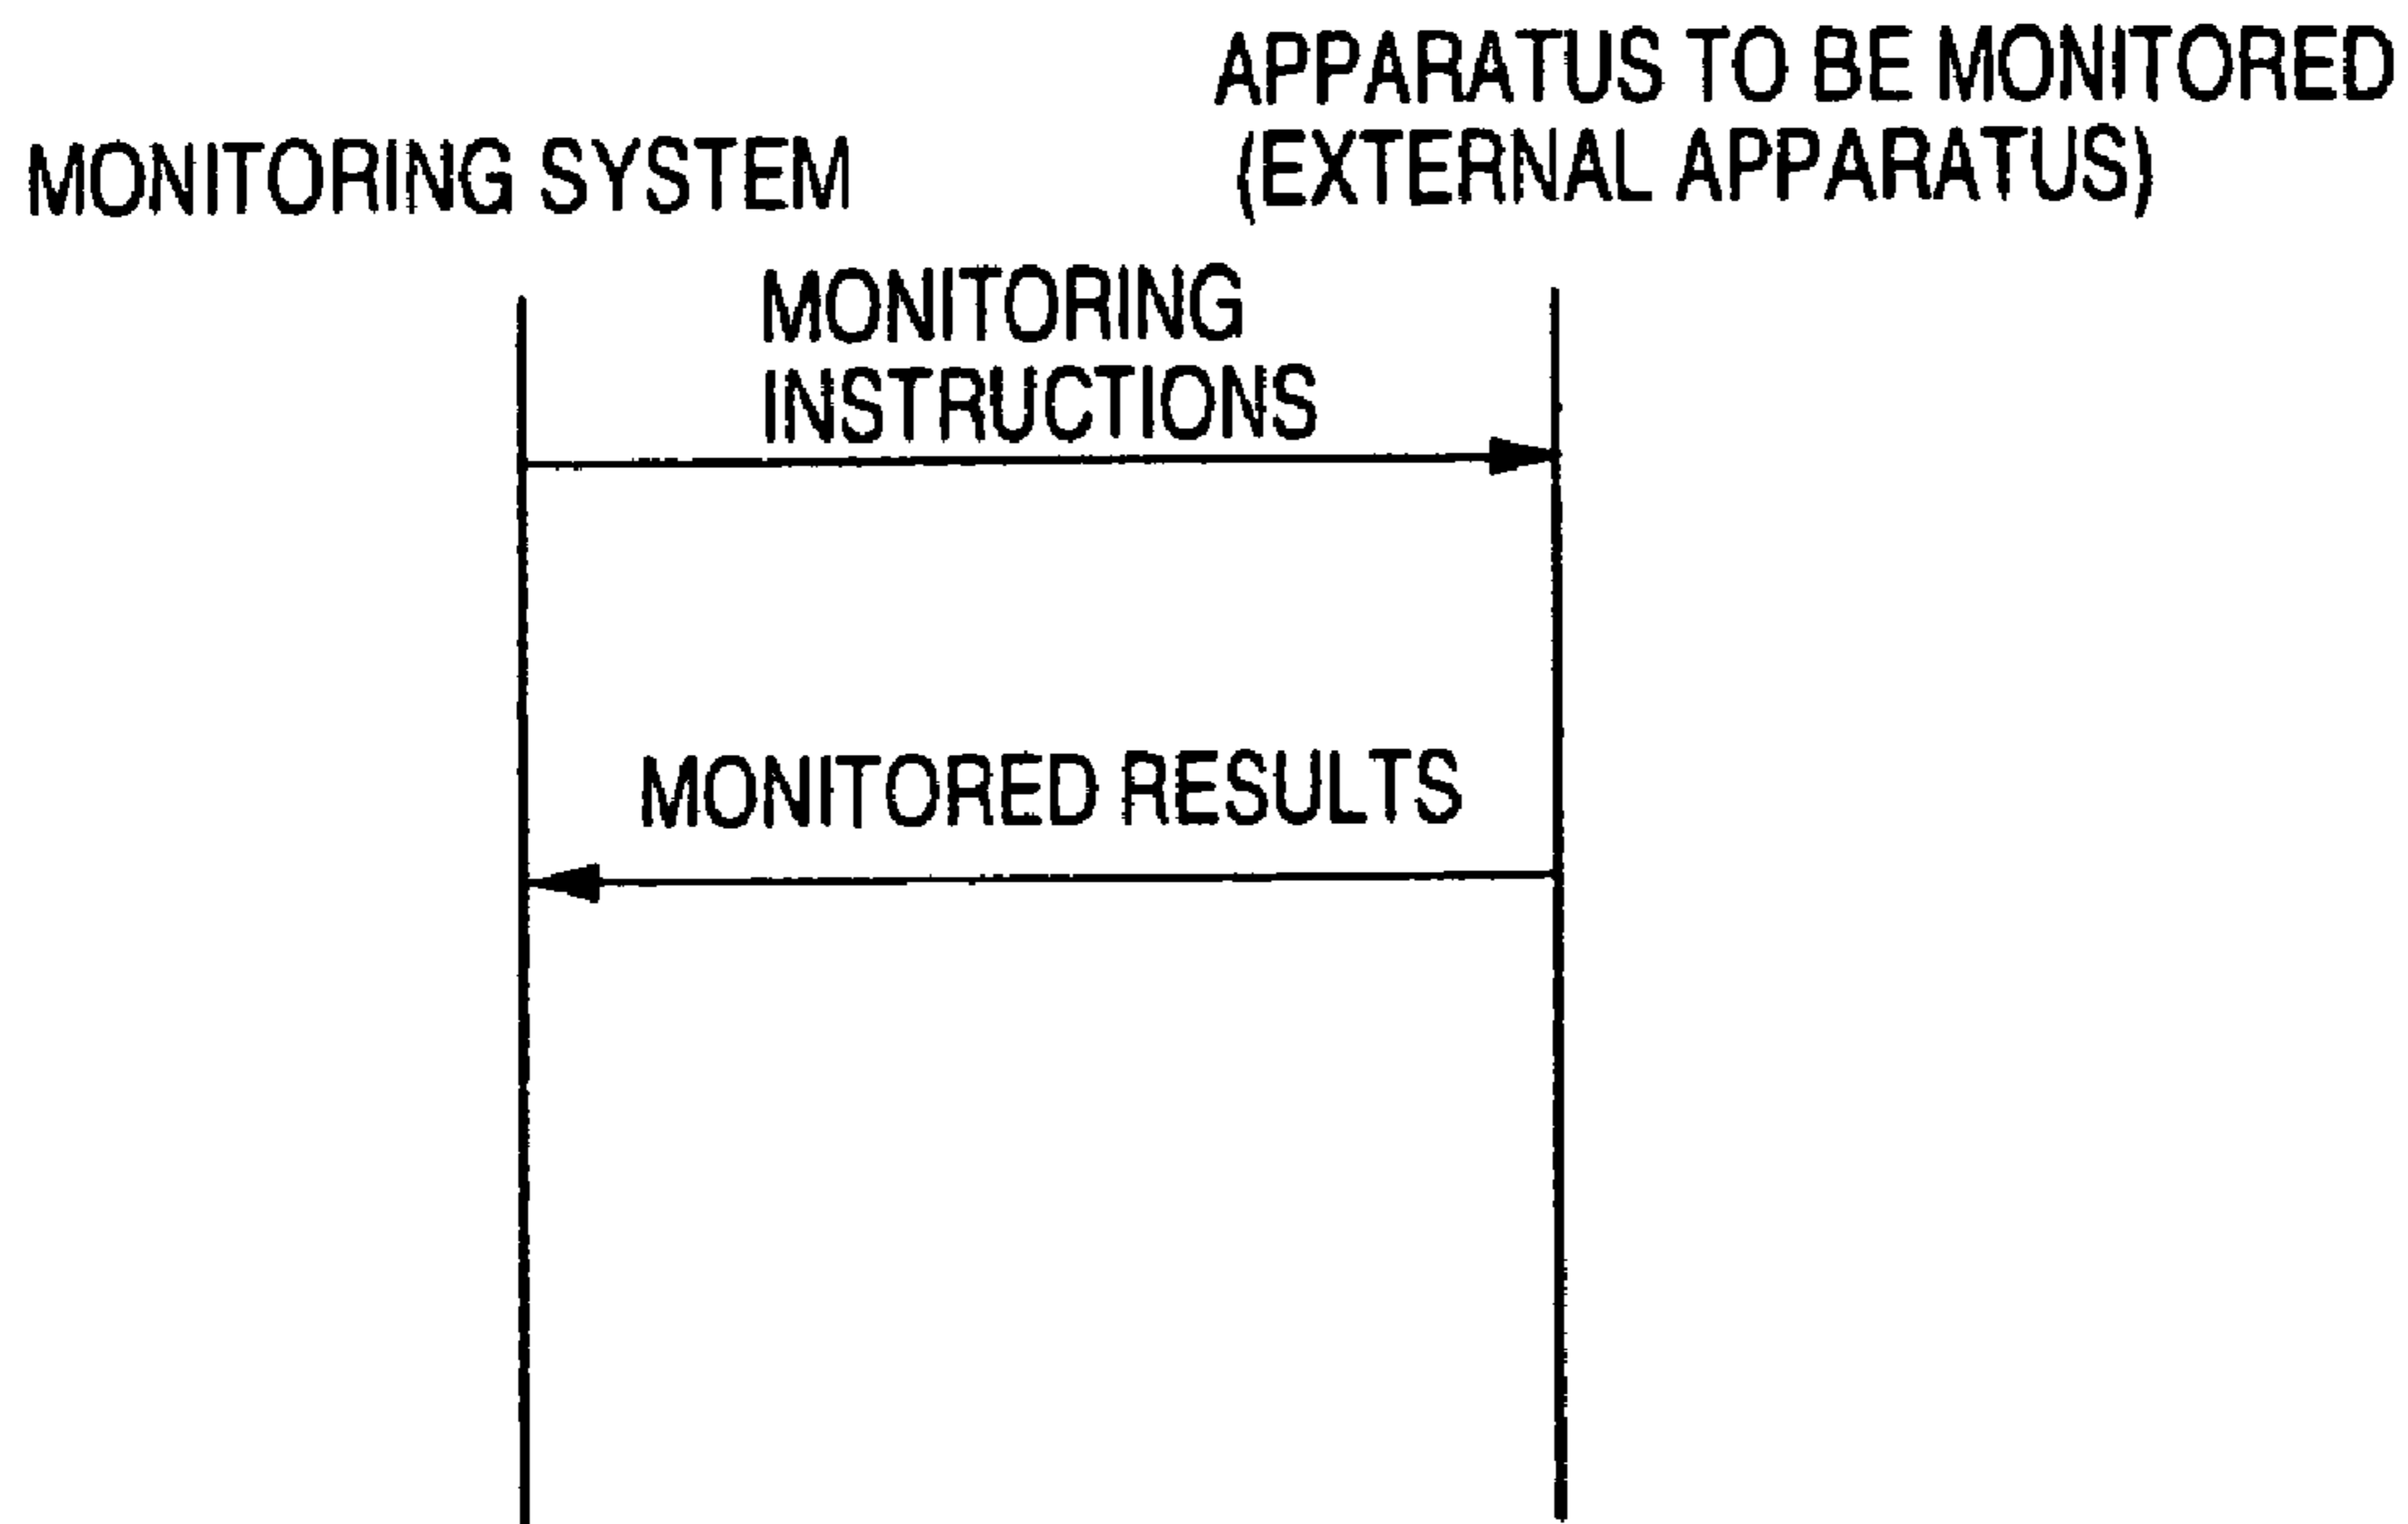 MONITORING SYSTEM
APPARATUS TO BE MONITORED
(EXTERNAL APPARATUS)
MONITORING
INSTRUCTIONS
MONITORED RESULTS